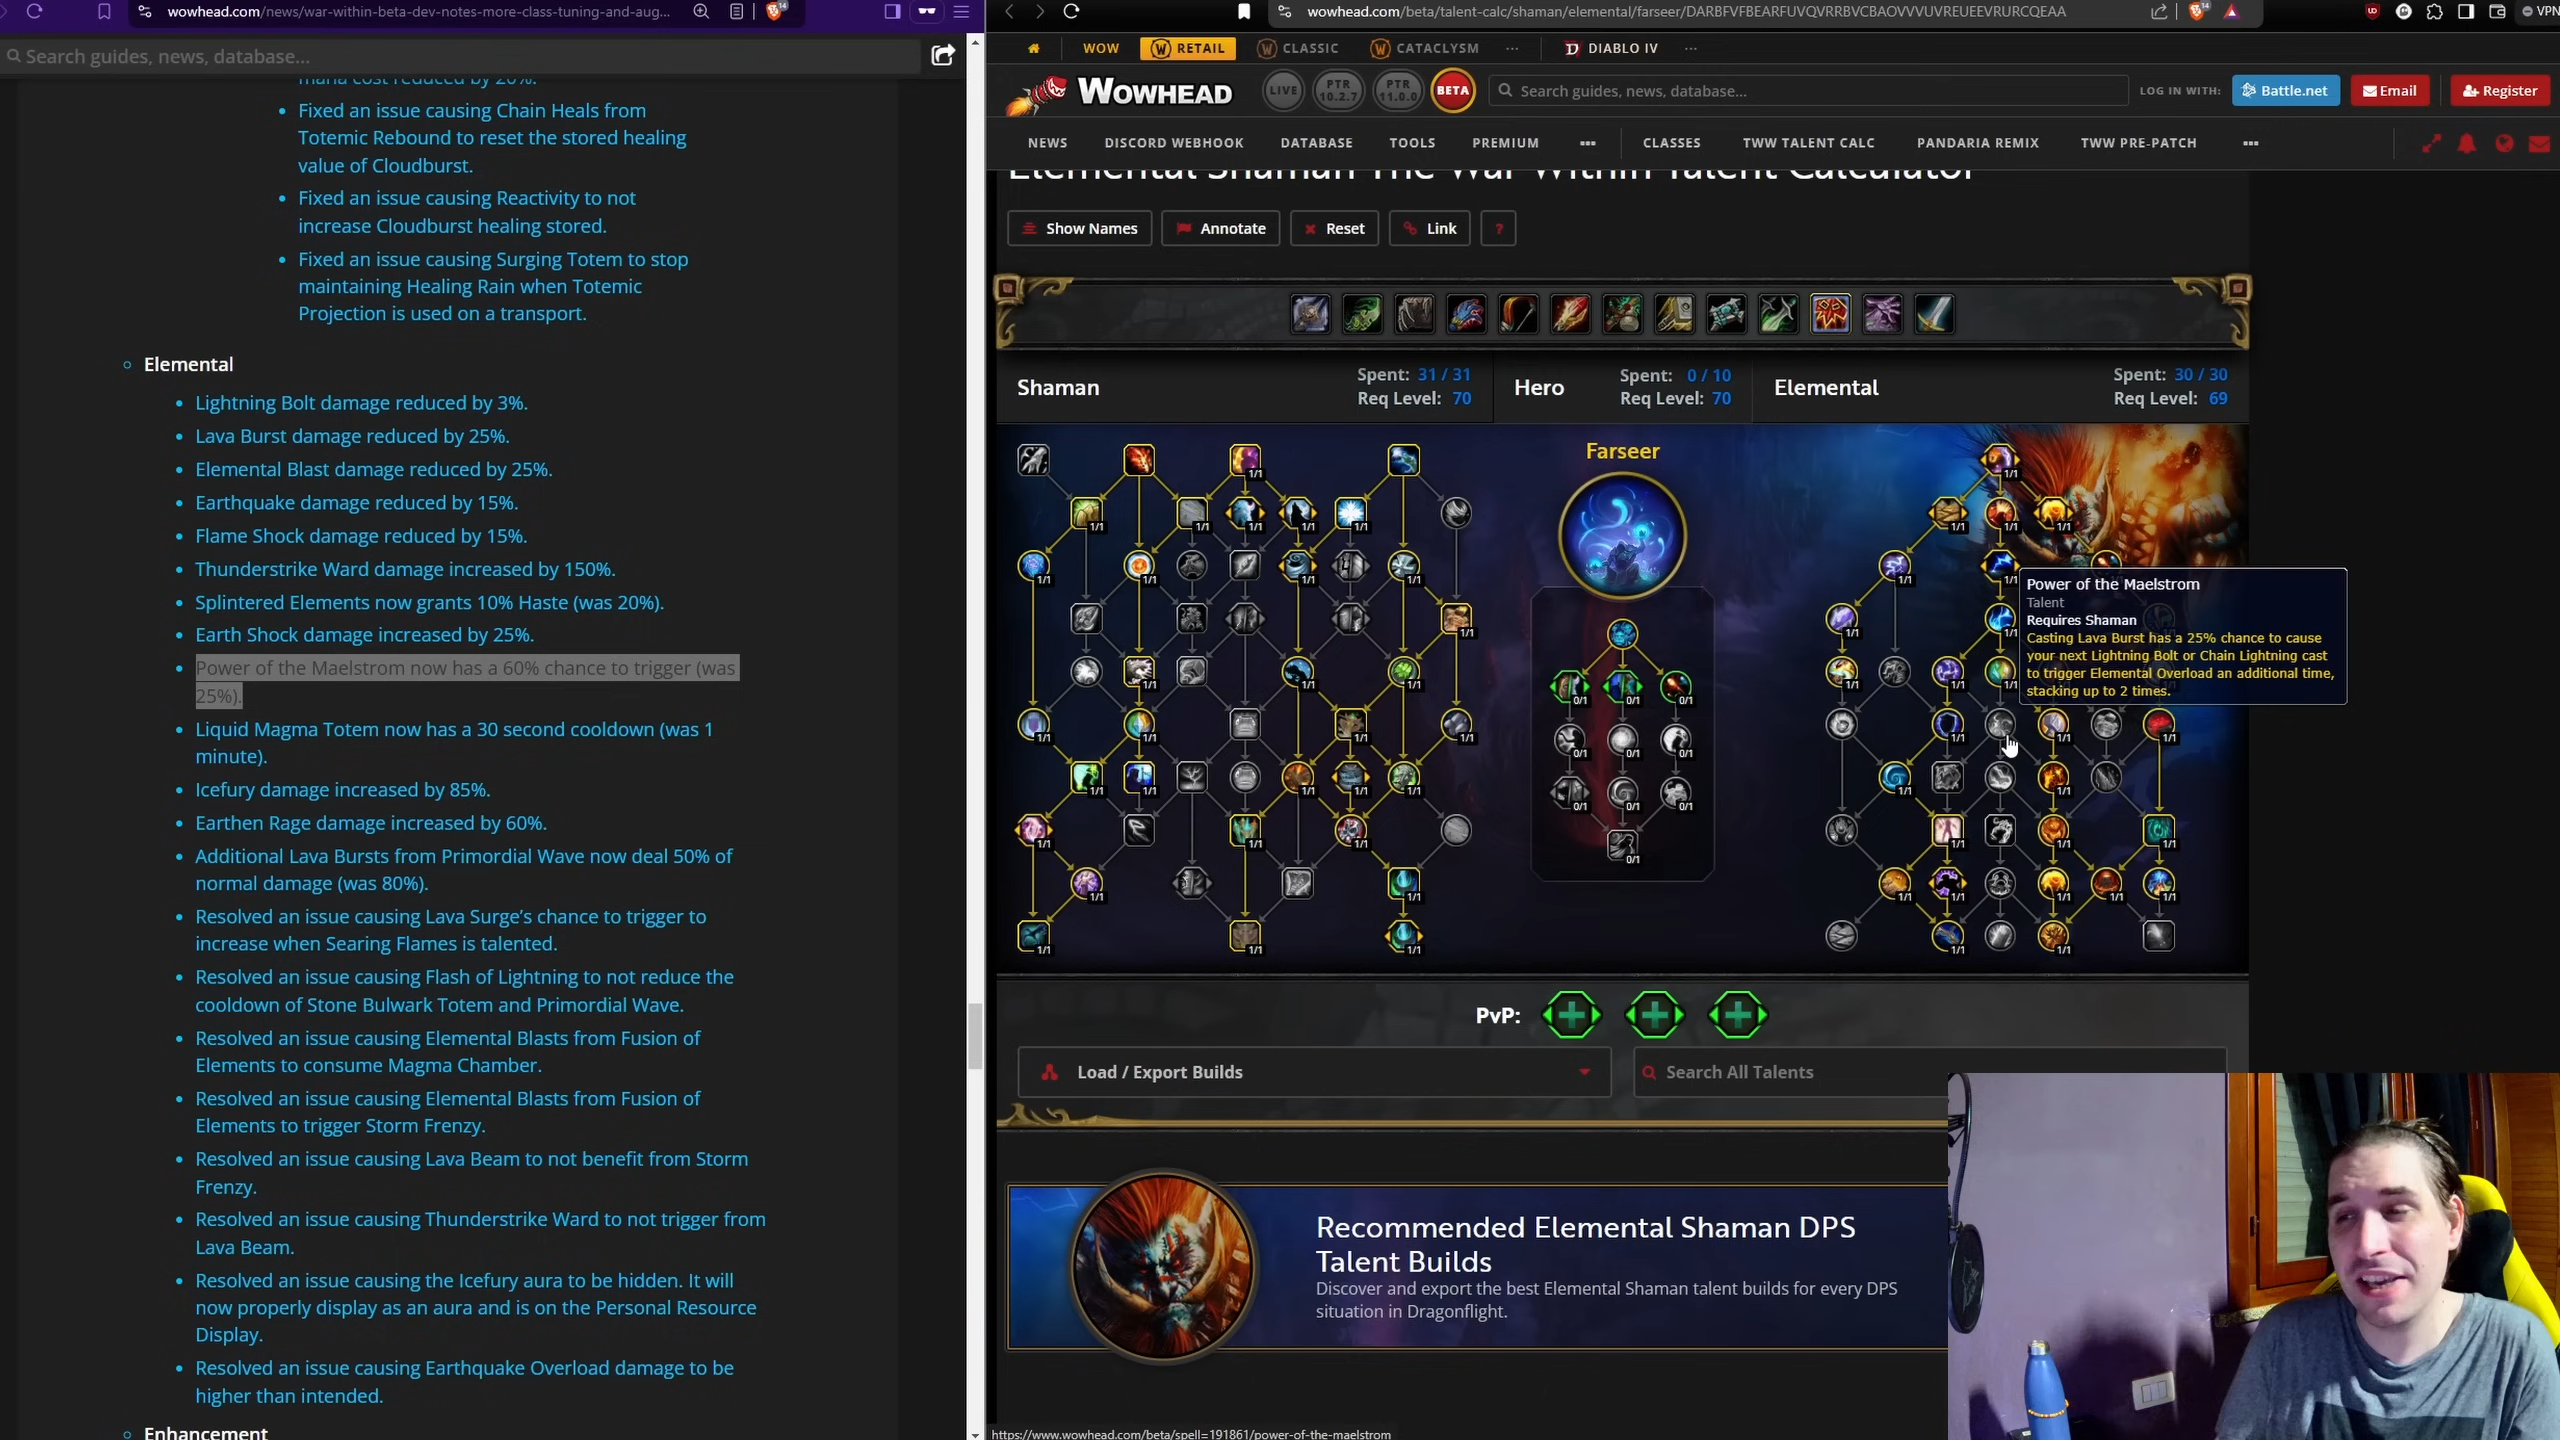 wowhead.com/news/war-within-beta-dev-notes-more-class-tuning-and-aug...
Search guides, news, database...
mana cost reduced by 20%.
Fixed an issue causing Chain Heals from
Totemic Rebound to reset the stored healing
value of Cloudburst.
Fixed an issue causing Reactivity to not
increase Cloudburst healing stored.
Fixed an issue causing Surging Totem to stop
maintaining Healing Rain when Totemic
Projection is used on a transport.
Elemental
Lightning Bolt damage reduced by 3%.
Lava Burst damage reduced by 25%.
Elemental Blast damage reduced by 25%.
Earthquake damage reduced by 15%.
Flame Shock damage reduced by 15%.
Thunderstrike Ward damage increased by 150%.
Splintered Elements now grants 10% Haste (was 20%).
Earth Shock damage increased by 25%.
Power of the Maelstrom now has a 60% chance to trigger (was
25%).
Liquid Magma Totem now has a 30 second cooldown (was 1
minute).
Icefury damage increased by 85%.
Earthen Rage damage increased by 60%.
Additional Lava Bursts from Primordial Wave now deal 50% of
normal damage (was 80%).
Resolved an issue causing Lava Surge's chance to trigger to
increase when Searing Flames is talented.
Resolved an issue causing Flash of Lightning to not reduce the
cooldown of Stone Bulwark Totem and Primordial Wave.
Resolved an issue causing Elemental Blasts from Fusion of
Elements to consume Magma Chamber.
Resolved an issue causing Elemental Blasts from Fusion of
Elements to trigger Storm Frenzy.
Resolved an issue causing Lava Beam to not benefit from Storm
Frenzy.
Resolved an issue causing Thunderstrike Ward to not trigger from
Lava Beam.
Resolved an issue causing the Icefury aura to be hidden. It will
now properly display as an aura and is on the Personal Resource
Display.
Resolved an issue causing Earthquake Overload damage to be
higher than intended.
Enhancement
wowhead.com/beta/talent-calc/shaman/elemental/farseer/DARBFVFBEARFUVQVRRBVCBAOVVVUVREUEEVRURCQEAA
VPN
WOW
RETAIL
CLASSIC
CATACLYSM
DIABLO IV
WOWHEAD
LIVE
PTR 10.2.7
PTR 11.0.0
BETA
Search guides, news, database...
LOG IN WITH:
Battle.net
Email
Register
NEWS
DISCORD WEBHOOK
DATABASE
TOOLS
PREMIUM
CLASSES
TWW TALENT CALC
PANDARIA REMIX
TWW PRE-PATCH
Elemental Shaman The War Within Talent Calculator
Show Names
Annotate
Reset
Link
?
Shaman
Spent: 31 / 31
Req Level: 70
Hero
Spent: 0 / 10
Req Level: 70
Elemental
Spent: 30 / 30
Req Level: 69
Farseer
Power of the Maelstrom
Talent
Requires Shaman
Casting Lava Burst has a 25% chance to cause
your next Lightning Bolt or Chain Lightning cast
to trigger Elemental Overload an additional time,
stacking up to 2 times.
PvP:
Load / Export Builds
Search All Talents
Recommended Elemental Shaman DPS
Talent Builds
Discover and export the best Elemental Shaman talent builds for every DPS
situation in Dragonflight.
https://www.wowhead.com/beta/spell=191861/power-of-the-maelstrom